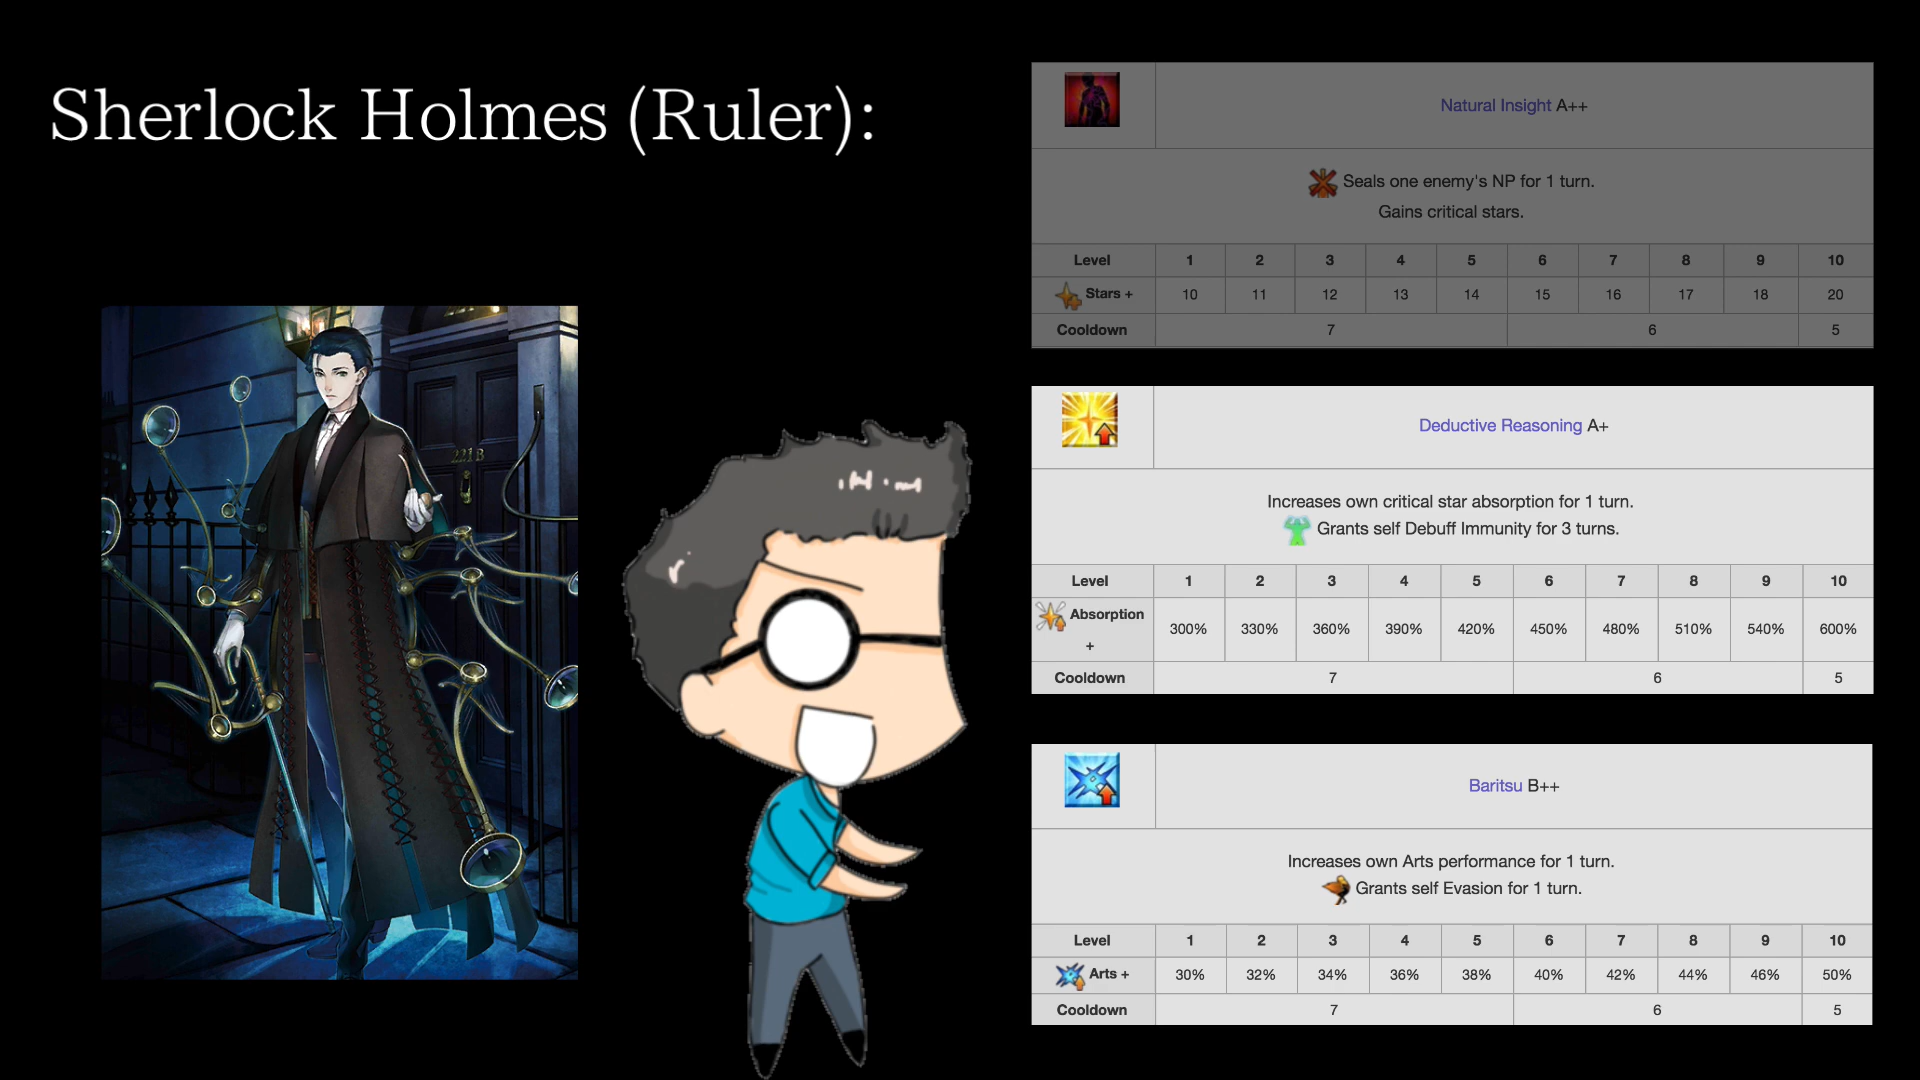 Sherlock Holmes (Ruler):
221B
Natural Insight A++
Seals one enemy's NP for 1 turn.
Gains critical stars.
Level 1 2 3 4 5 6 7 8 9 10
Stars + 10 11 12 13 14 15 16 17 18 20
Cooldown 7 6 5
Deductive Reasoning A+
Increases own critical star absorption for 1 turn.
Grants self Debuff Immunity for 3 turns.
Level 1 2 3 4 5 6 7 8 9 10
Absorption
+ 300% 330% 360% 390% 420% 450% 480% 510% 540% 600%
Cooldown 7 6 5
Baritsu B++
Increases own Arts performance for 1 turn.
Grants self Evasion for 1 turn.
Level 1 2 3 4 5 6 7 8 9 10
Arts + 30% 32% 34% 36% 38% 40% 42% 44% 46% 50%
Cooldown 7 6 5